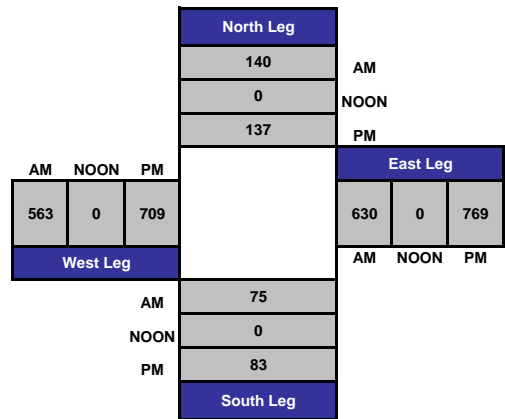 North Leg
140 AM
0 NOON
137 PM
AM NOON PM
East Leg
563 0 709
630 0 769
West Leg
AM NOON PM
AM 75
NOON 0
PM 83
South Leg